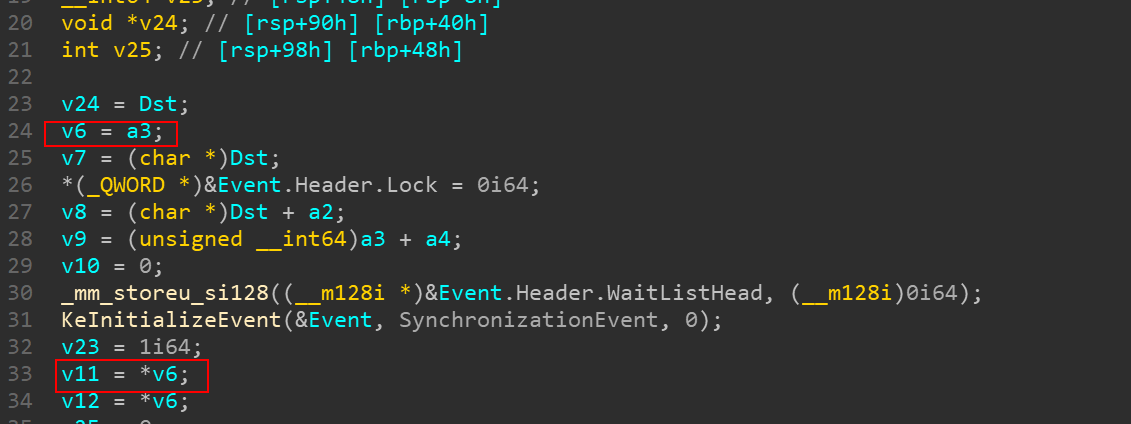 20 void *v24; // [rsp+90h] [rbp+40h]
21 int v25; // [rsp+98h] [rbp+48h]
22
23 v24 = Dst;
24 v6 = a3;
25 v7 = (char *)Dst;
26 *(_QWORD *)&Event.Header.Lock = 0i64;
27 v8 = (char *)Dst + a2;
28 v9 = (unsigned __int64)a3 + a4;
29 v10 = 0;
30 _mm_storeu_si128((__m128i *)&Event.Header.WaitListHead, (__m128i)0i64);
31 KeInitializeEvent(&Event, SynchronizationEvent, 0);
32 v23 = 1i64;
33 v11 = *v6;
34 v12 = *v6;